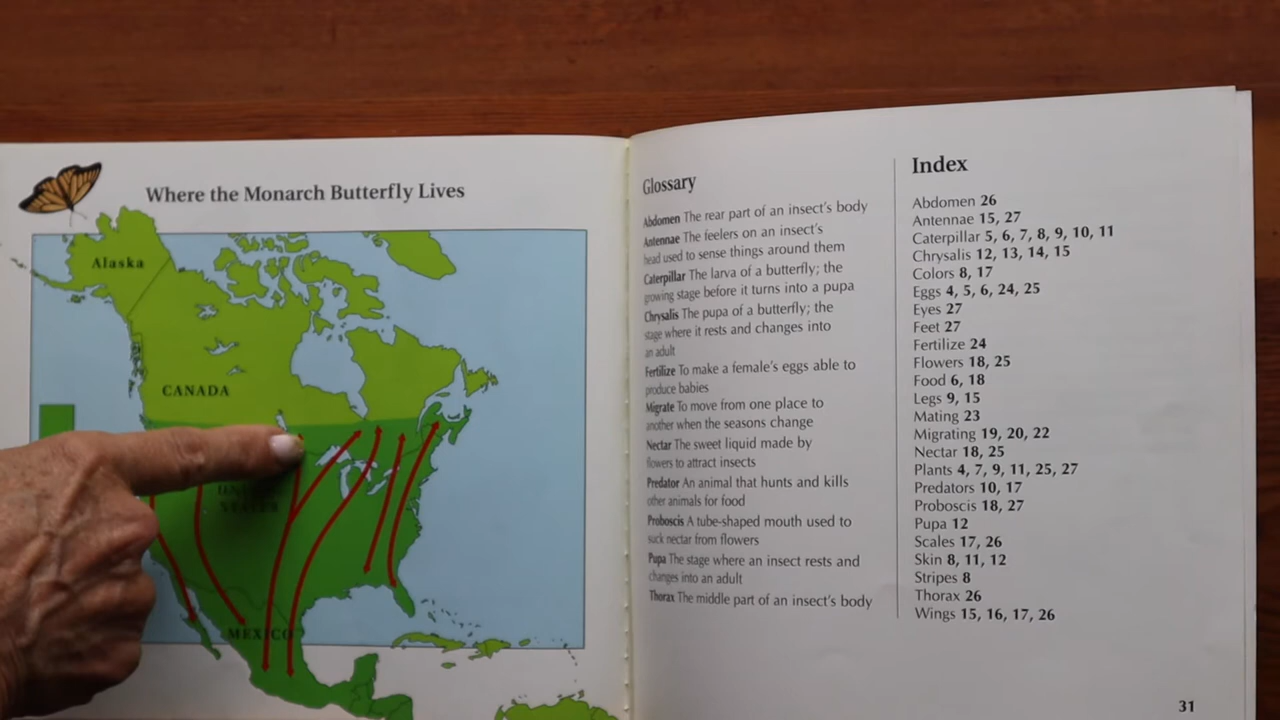 Where the Monarch Butterfly Lives
Alaska
CANADA
UNITED
STATES
MEXICO
Glossary
Abdomen The rear part of an insect's body
Antennae The feelers on an insect's
head used to sense things around them
Caterpillar The larva of a butterfly; the
growing stage before it turns into a pupa
Chrysalis The pupa of a butterfly; the
stage where it rests and changes into
an adult
Fertilize To make a female's eggs able to
produce babies
Migrate To move from one place to
another when the seasons change
Nectar The sweet liquid made by
flowers to attract insects
Predator An animal that hunts and kills
other animals for food
Proboscis A tube-shaped mouth used to
suck nectar from flowers
Pupa The stage where an insect rests and
changes into an adult
Thorax The middle part of an insect's body
Index
Abdomen 26
Antennae 15, 27
Caterpillar 5, 6, 7, 8, 9, 10, 11
Chrysalis 12, 13, 14, 15
Colors 8, 17
Eggs 4, 5, 6, 24, 25
Eyes 27
Feet 27
Fertilize 24
Flowers 18, 25
Food 6, 18
Legs 9, 15
Mating 23
Migrating 19, 20, 22
Nectar 18, 25
Plants 4, 7, 9, 11, 25, 27
Predators 10, 17
Proboscis 18, 27
Pupa 12
Scales 17, 26
Skin 8, 11, 12
Stripes 8
Thorax 26
Wings 15, 16, 17, 26
31